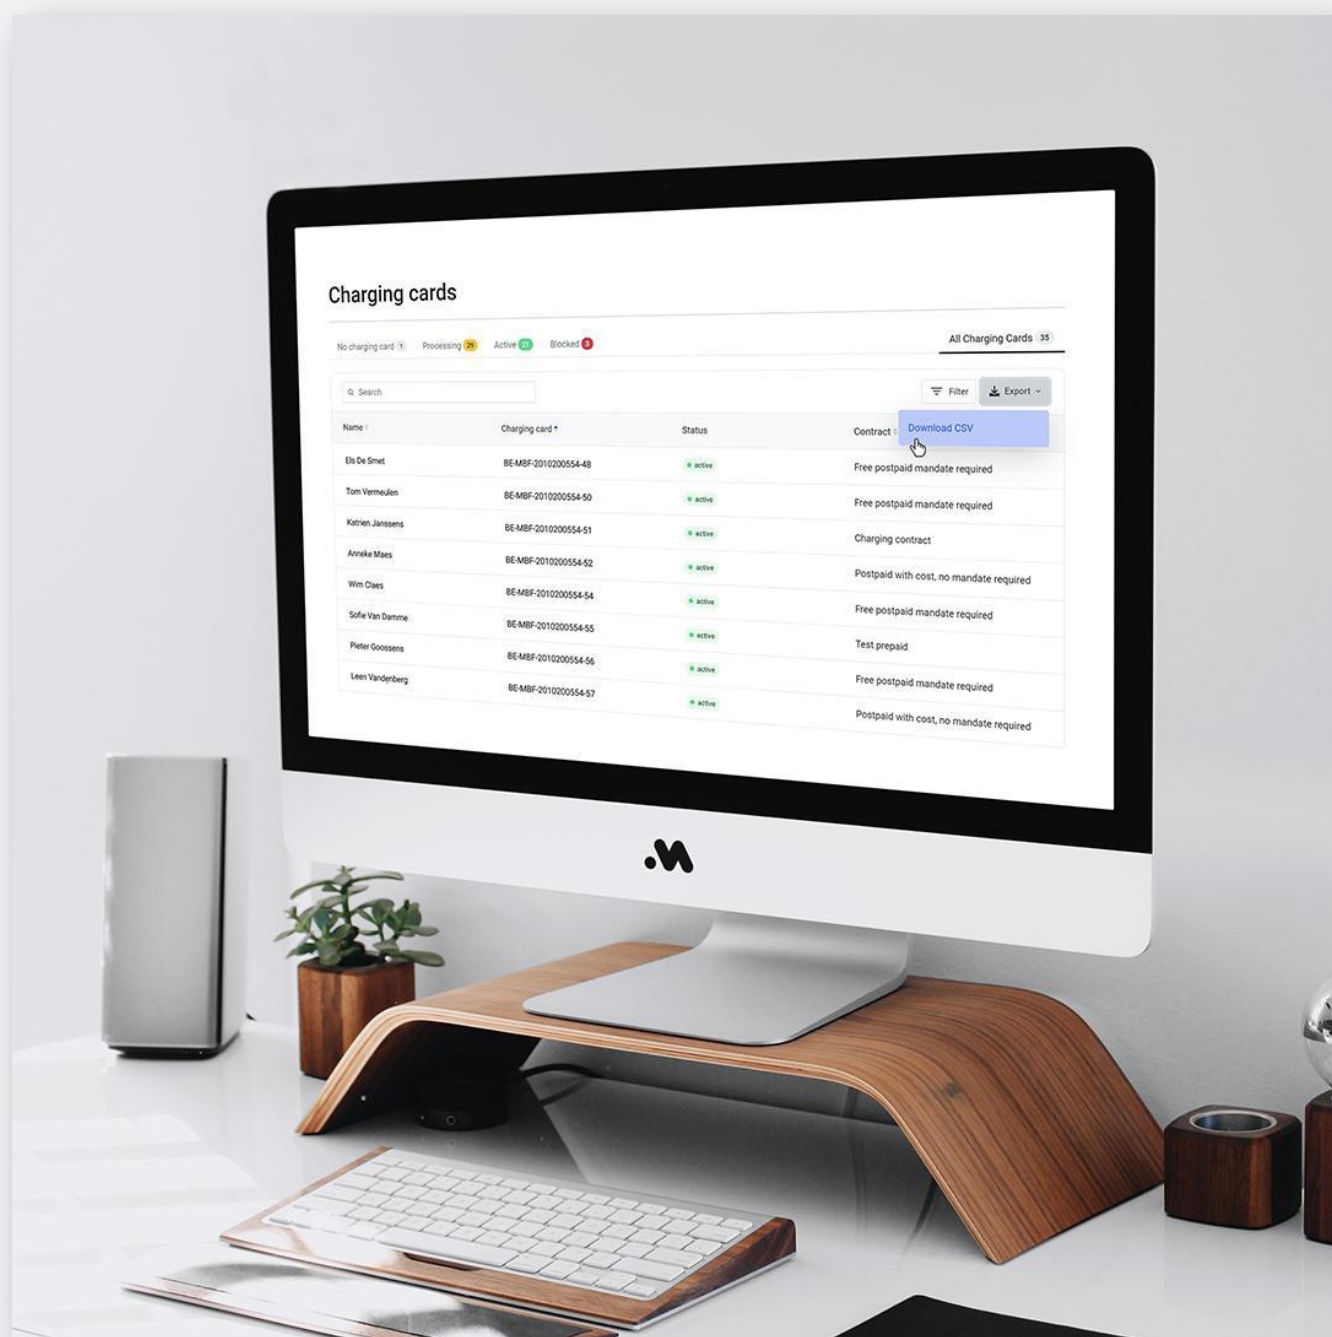 Charging cards
No charging card 1 Processing 29 Active 21 Blocked 3 All Charging Cards 35
Search Filter Export
Download CSV
Name Charging card Status Contract
Els De Smet BE-MBF-2010200554-48 active Free postpaid mandate required
Tom Vermeulen BE-MBF-2010200554-50 active Free postpaid mandate required
Katrien Janssens BE-MBF-2010200554-51 active Charging contract
Anneke Maes BE-MBF-2010200554-52 active Postpaid with cost, no mandate required
Wim Claes BE-MBF-2010200554-54 active Free postpaid mandate required
Sofie Van Damme BE-MBF-2010200554-55 active Test prepaid
Pieter Goossens BE-MBF-2010200554-56 active Free postpaid mandate required
Leen Vandenberg BE-MBF-2010200554-57 active Postpaid with cost, no mandate required